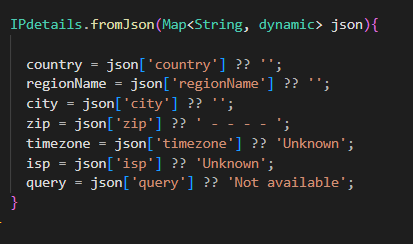 IPdetails.fromJson(Map<String, dynamic> json){
country = json['country'] ?? '';
regionName = json['regionName'] ?? '';
city = json['city'] ?? '';
zip = json['zip'] ?? ' - - - - ';
timezone = json['timezone'] ?? 'Unknown';
isp = json['isp'] ?? 'Unknown';
query = json['query'] ?? 'Not available';
}